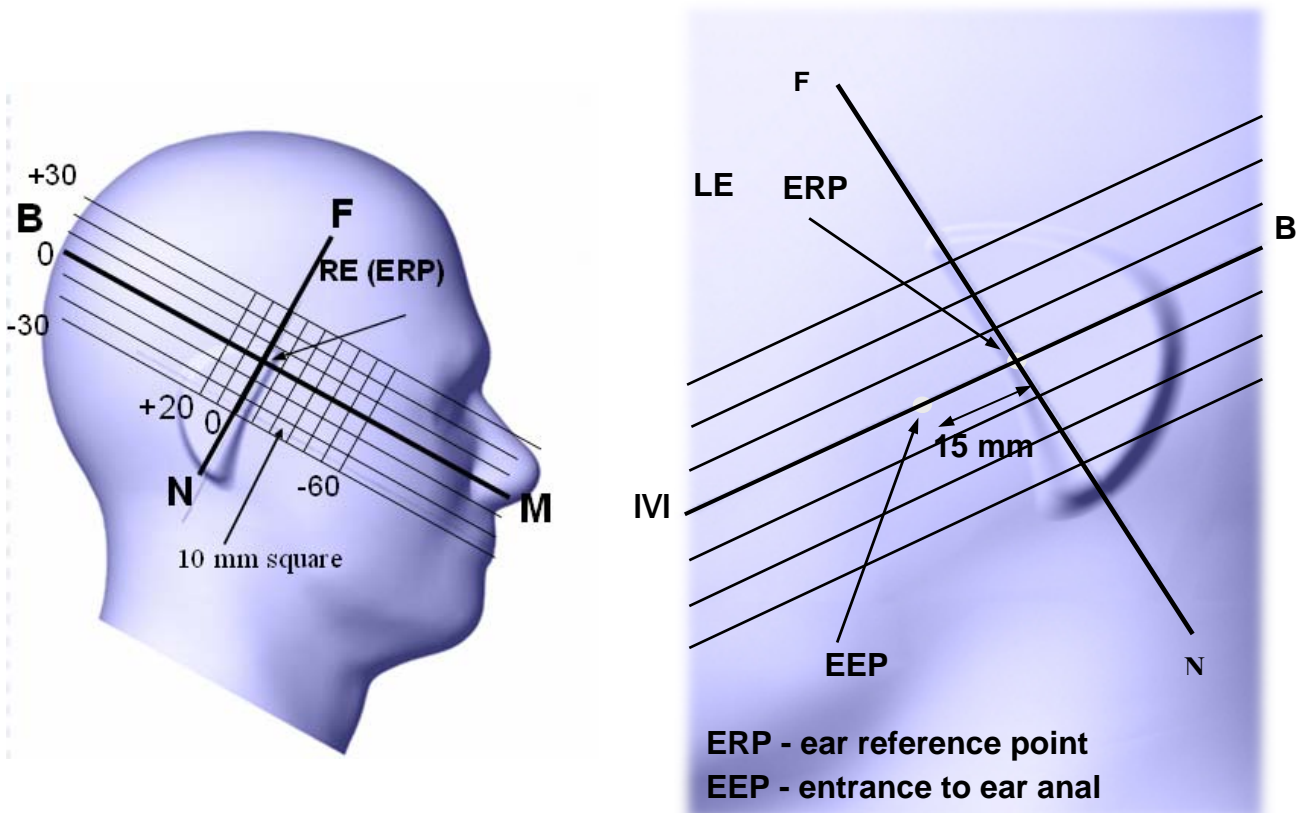 +30
B
F
0
RE (ERP)
-30
+20
0
N
-60
M
10 mm square
F
LE
ERP
B
15 mm
IVI
EEP
N
ERP - ear reference point
EEP - entrance to ear anal